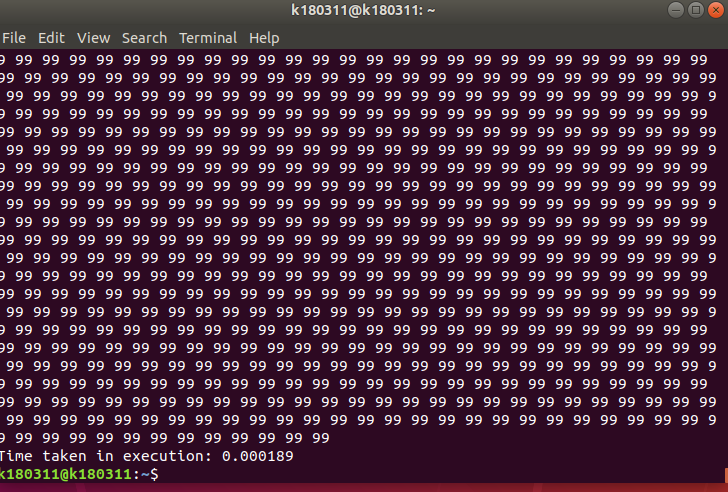 k180311@k180311: ~
File Edit View Search Terminal Help
9 99 99 99 99 99 99 99 99 99 99 99 99 99 99 99 99 99 99 99 99 99 99 99 99 99 99
99 99 99 99 99 99 99 99 99 99 99 99 99 99 99 99 99 99 99 99 99 99 99 99 99 99 99
99 99 99 99 99 99 99 99 99 99 99 99 99 99 99 99 99 99 99 99 99 99 99 99 99 99 9
9 99 99 99 99 99 99 99 99 99 99 99 99 99 99 99 99 99 99 99 99 99 99 99 99 99 99
99 99 99 99 99 99 99 99 99 99 99 99 99 99 99 99 99 99 99 99 99 99 99 99 99 99 99
99 99 99 99 99 99 99 99 99 99 99 99 99 99 99 99 99 99 99 99 99 99 99 99 99 99 9
9 99 99 99 99 99 99 99 99 99 99 99 99 99 99 99 99 99 99 99 99 99 99 99 99 99 99
99 99 99 99 99 99 99 99 99 99 99 99 99 99 99 99 99 99 99 99 99 99 99 99 99 99 99
99 99 99 99 99 99 99 99 99 99 99 99 99 99 99 99 99 99 99 99 99 99 99 99 99 99 9
9 99 99 99 99 99 99 99 99 99 99 99 99 99 99 99 99 99 99 99 99 99 99 99 99 99 99
99 99 99 99 99 99 99 99 99 99 99 99 99 99 99 99 99 99 99 99 99 99 99 99 99 99 99
99 99 99 99 99 99 99 99 99 99 99 99 99 99 99 99 99 99 99 99 99 99 99 99 99 99 9
9 99 99 99 99 99 99 99 99 99 99 99 99 99 99 99 99 99 99 99 99 99 99 99 99 99 99
99 99 99 99 99 99 99 99 99 99 99 99 99 99 99 99 99 99 99 99 99 99 99 99 99 99 99
99 99 99 99 99 99 99 99 99 99 99 99 99 99 99 99 99 99 99 99 99 99 99 99 99 99 9
9 99 99 99 99 99 99 99 99 99 99 99 99 99 99 99 99 99 99 99 99 99 99 99 99 99 99
99 99 99 99 99 99 99 99 99 99 99 99 99 99 99 99 99 99 99 99 99 99 99 99 99 99 99
99 99 99 99 99 99 99 99 99 99 99 99 99 99 99 99 99 99 99 99 99 99 99 99 99 99 9
9 99 99 99 99 99 99 99 99 99 99 99 99 99 99 99 99 99 99 99 99 99 99 99 99 99 99
99 99 99 99 99 99 99 99 99 99 99 99 99 99 99 99 99 99 99 99 99 99 99 99 99 99 99
99 99 99 99 99 99 99 99 99 99 99 99 99 99 99 99 99 99 99 99 99 99 99 99 99 99 9
9 99 99 99 99 99 99 99 99 99 99 99 99
Time taken in execution: 0.000189
k180311@k180311:~$